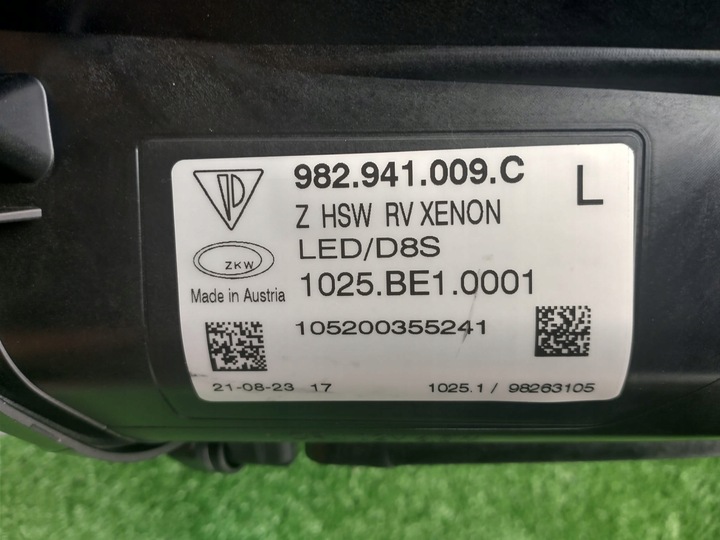 982.941.009.C L
Z HSW RV XENON
LED/D8S
ZKW
Made in Austria
1025.BE1.0001
105200355241
21-08-23 17
1025.1 / 98263105